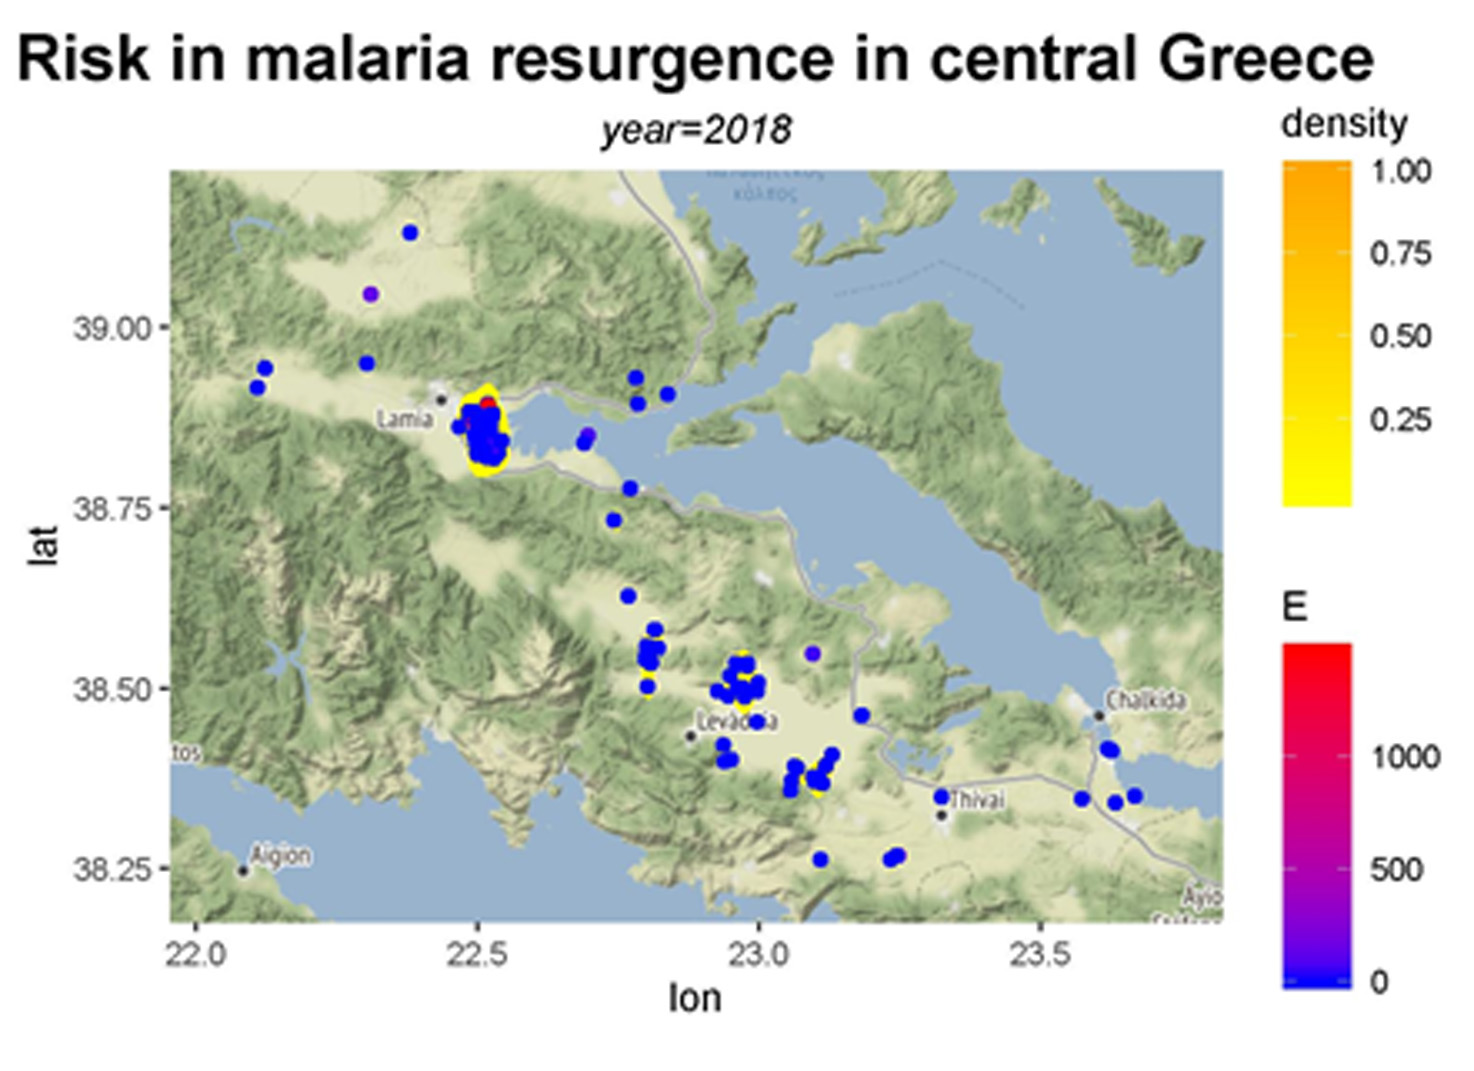 Risk in malaria resurgence in central Greece
year=2018
density
1.00
0.75
0.50
0.25
E
1000
500
0
κόλπος
39.00
38.75
38.50
38.25
lat
Lamia
Levadia
Chalkida
Thivai
tos
Aigion
Ayio
22.0
22.5
23.0
23.5
lon